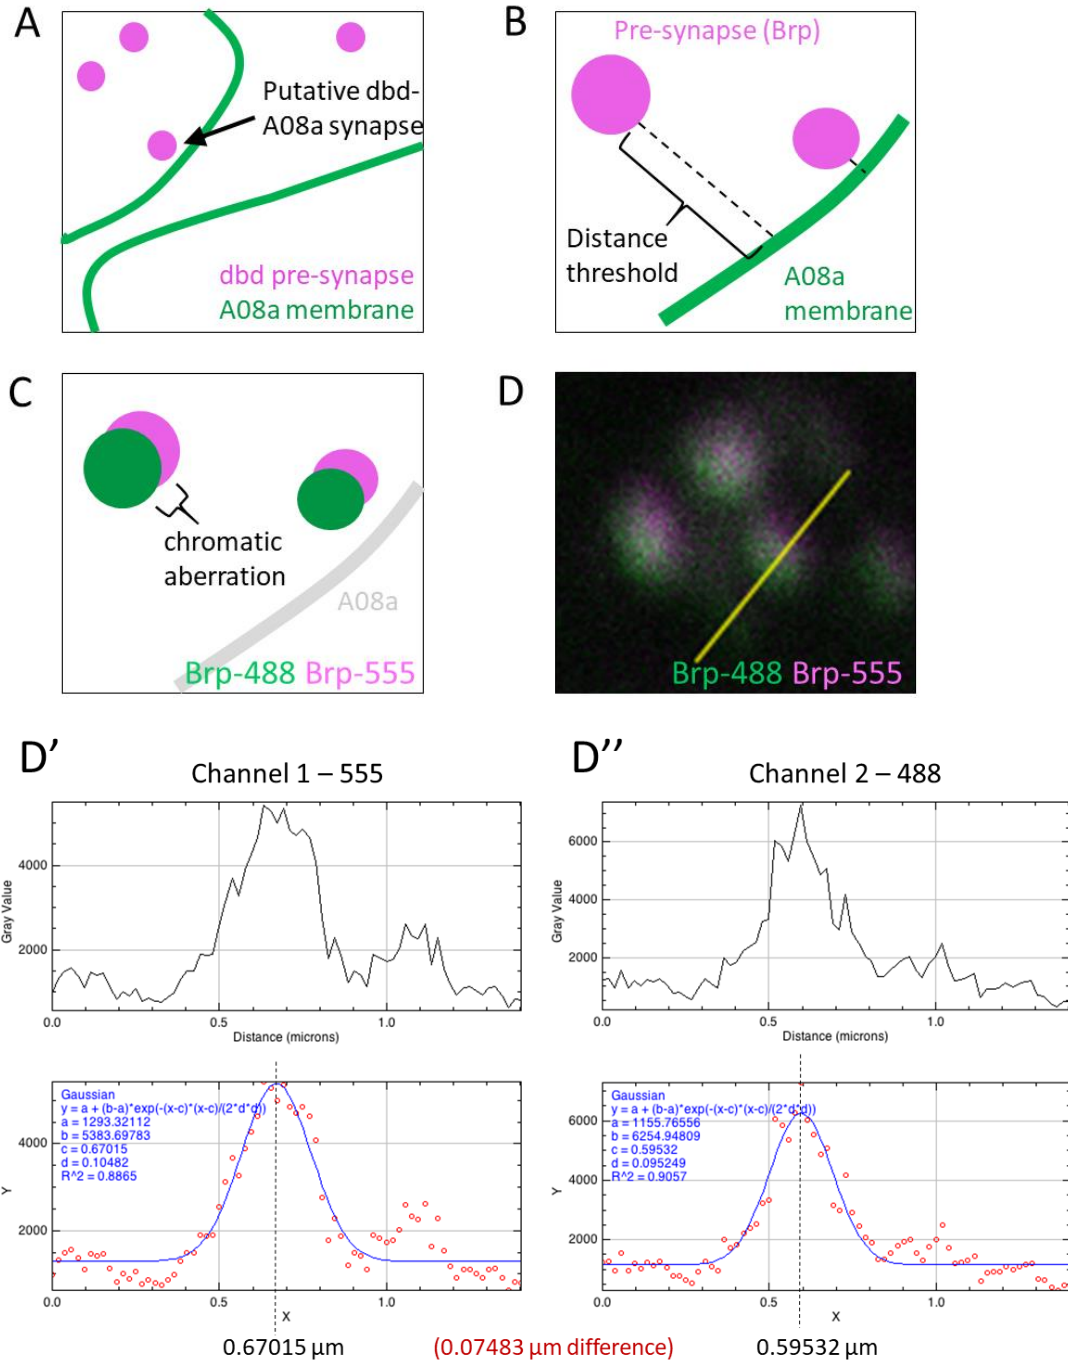 A
Putative dbd-
A08a synapse
dbd pre-synapse
A08a membrane
B
Pre-synapse (Brp)
Distance
threshold
A08a
membrane
C
chromatic
aberration
A08a
Brp-488 Brp-555
D
Brp-488 Brp-555
D’
Channel 1 – 555
Gray Value
4000
2000
0.0
0.5
1.0
Distance (microns)
D’’
Channel 2 – 488
Gray Value
6000
4000
2000
0.0
0.5
1.0
Distance (microns)
Gaussian
y = a + (b-a)*exp(-(x-c)*(x-c)/(2*d*d))
a = 1293.32112
b = 5383.69783
c = 0.67015
d = 0.10482
R^2 = 0.8865
Y
4000
2000
0.0
0.5
1.0
X
Gaussian
y = a + (b-a)*exp(-(x-c)*(x-c)/(2*d*d))
a = 1155.76556
b = 6254.94809
c = 0.59532
d = 0.095249
R^2 = 0.9057
Y
6000
4000
2000
0.0
0.5
1.0
X
0.67015 µm
(0.07483 µm difference)
0.59532 µm